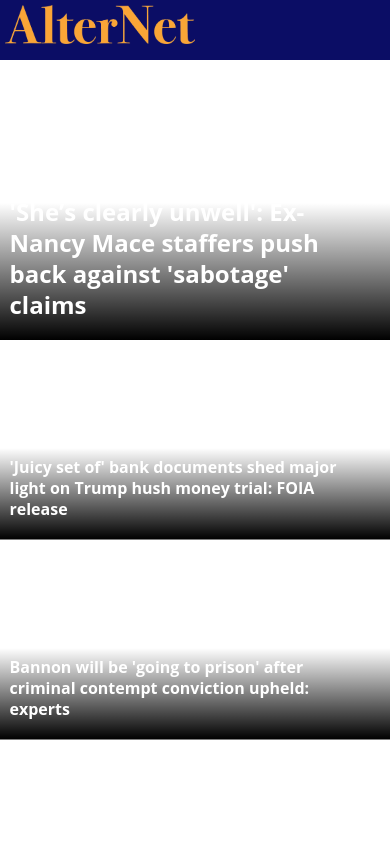 AlterNet
'She's clearly unwell': Ex-
Nancy Mace staffers push
back against 'sabotage'
claims
'Juicy set of' bank documents shed major
light on Trump hush money trial: FOIA
release
Bannon will be 'going to prison' after
criminal contempt conviction upheld:
experts